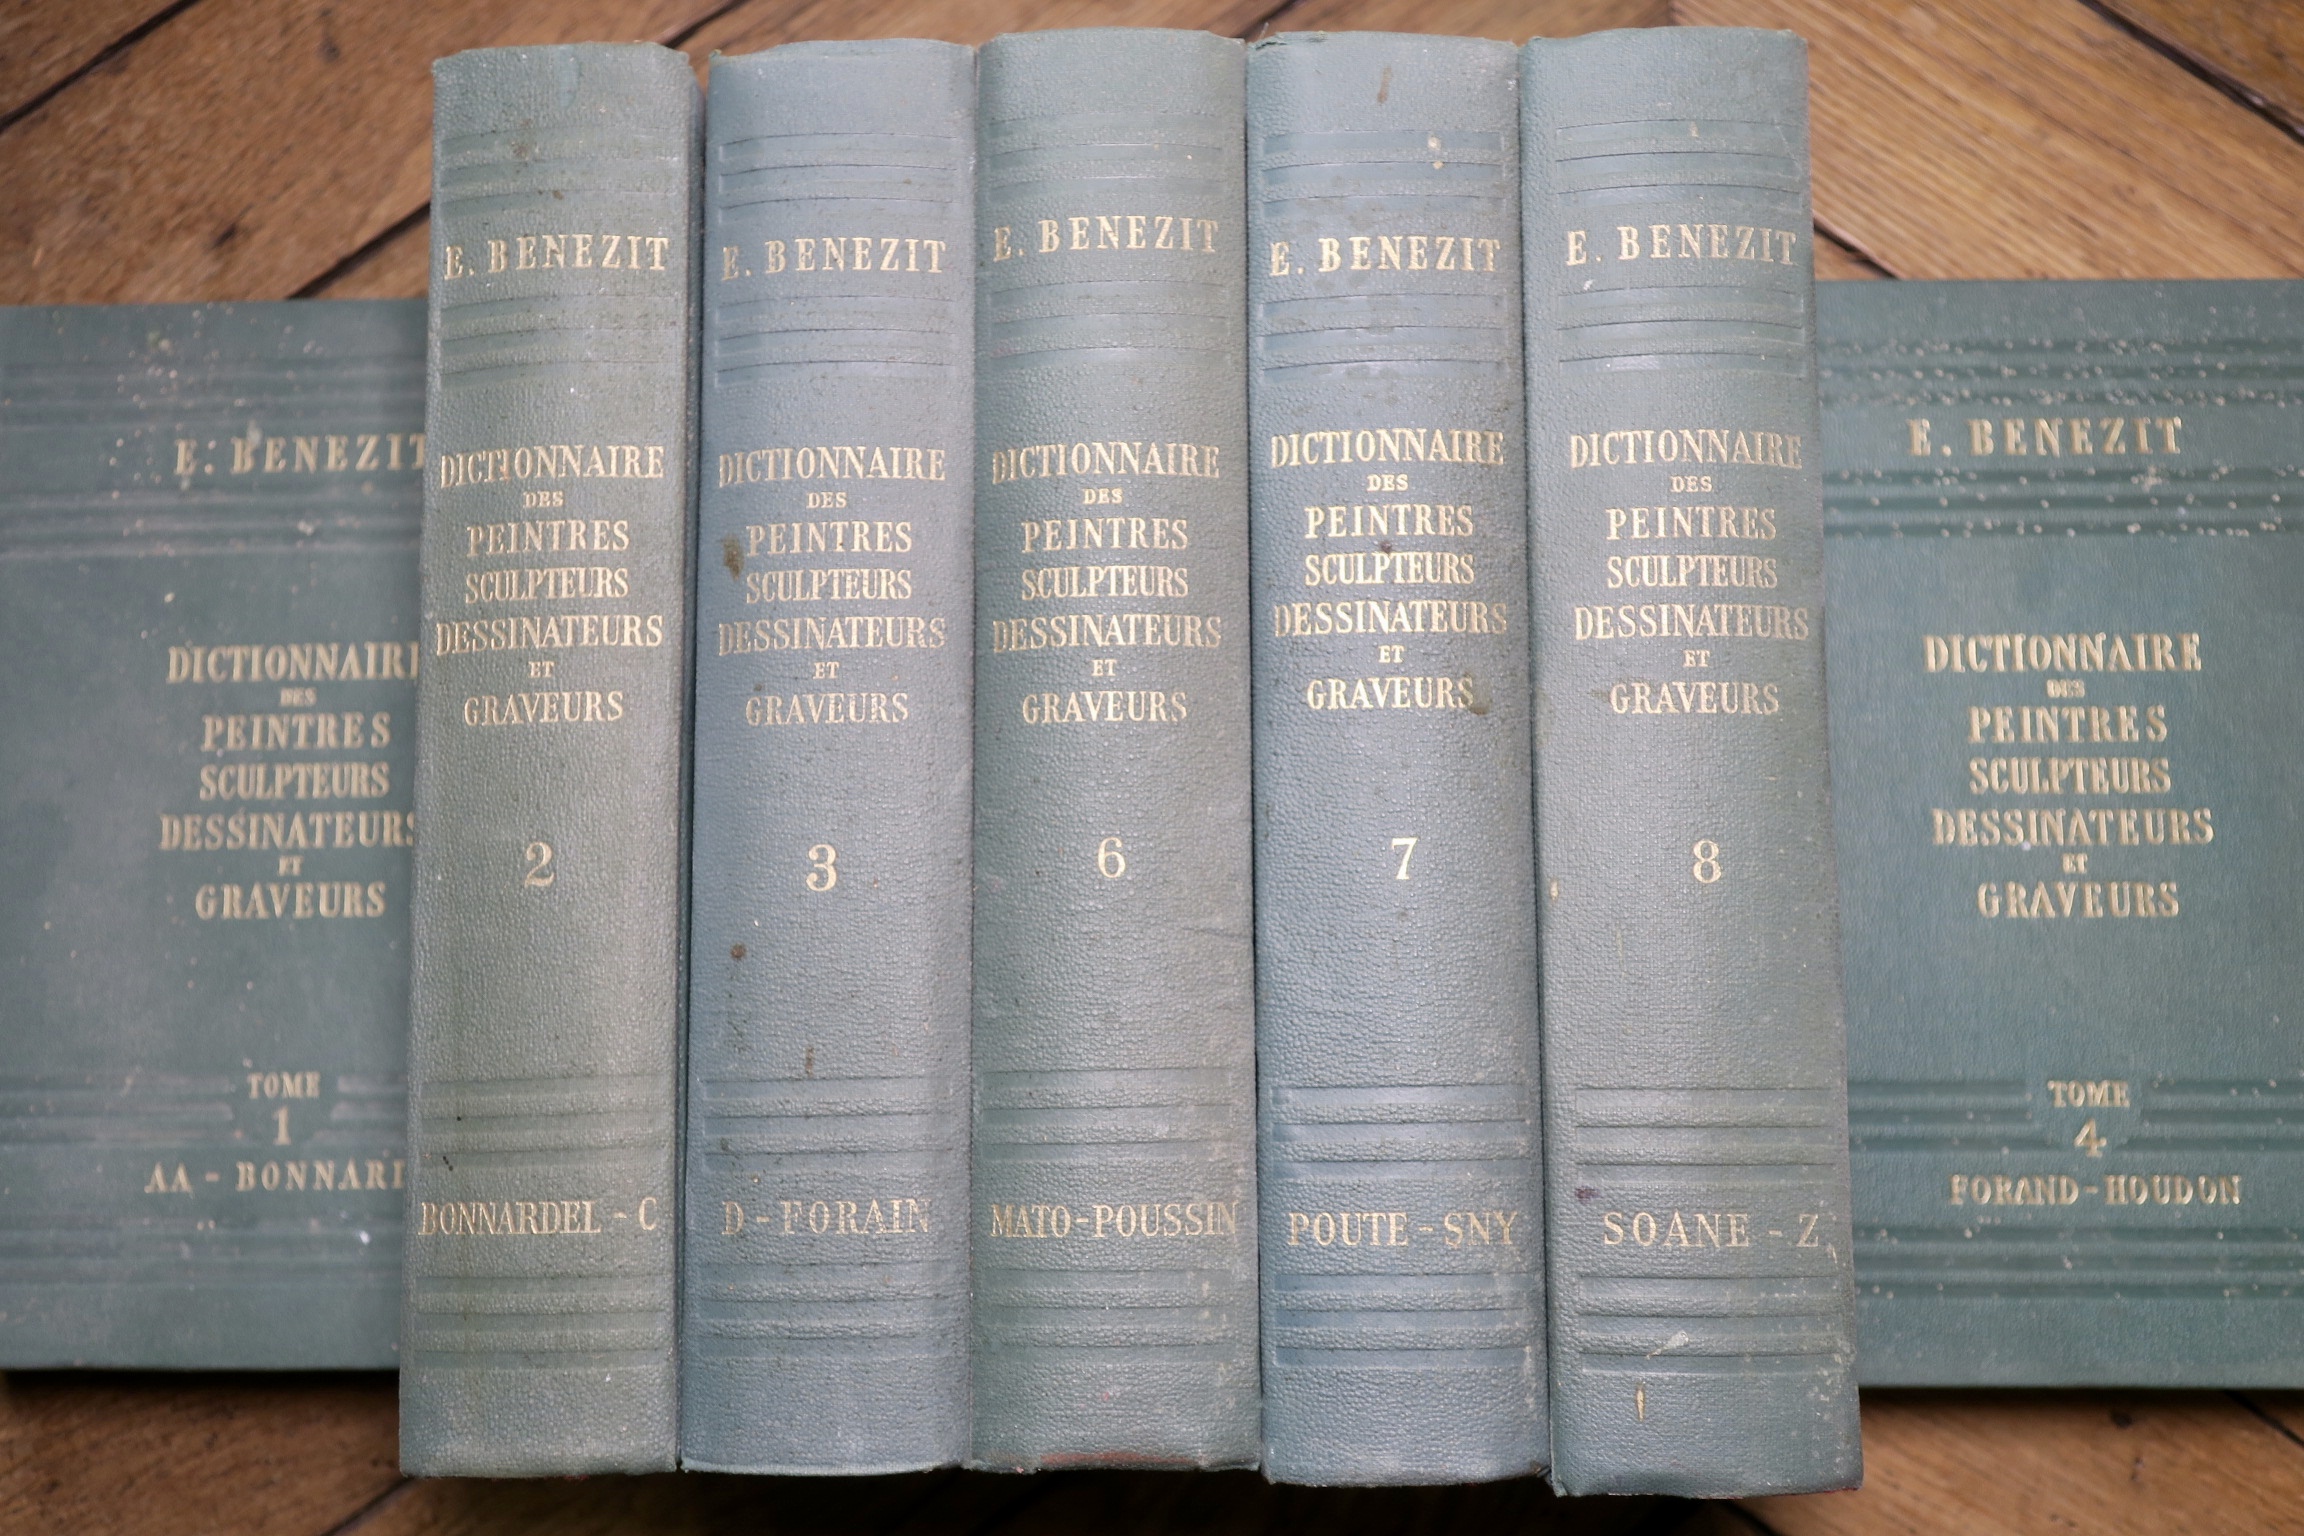 E. BENEZIT
DICTIONNAIRE
DES
PEINTRES
SCULPTEURS
DESSINATEURS
ET
GRAVEURS
TOME
1
AA - BONNARD
E. BENEZIT
DICTIONNAIRE
DES
PEINTRES
SCULPTEURS
DESSINATEURS
ET
GRAVEURS
2
BONNARDEL - C
E. BENEZIT
DICTIONNAIRE
DES
PEINTRES
SCULPTEURS
DESSINATEURS
ET
GRAVEURS
3
D - FORAIN
E. BENEZIT
DICTIONNAIRE
DES
PEINTRES
SCULPTEURS
DESSINATEURS
ET
GRAVEURS
6
MATO-POUSSIN
E. BENEZIT
DICTIONNAIRE
DES
PEINTRES
SCULPTEURS
DESSINATEURS
ET
GRAVEURS
7
POUTE - SNY
E. BENEZIT
DICTIONNAIRE
DES
PEINTRES
SCULPTEURS
DESSINATEURS
ET
GRAVEURS
8
SOANE - Z
E. BENEZIT
DICTIONNAIRE
DES
PEINTRES
SCULPTEURS
DESSINATEURS
ET
GRAVEURS
TOME
4
FORAND-HOUDON